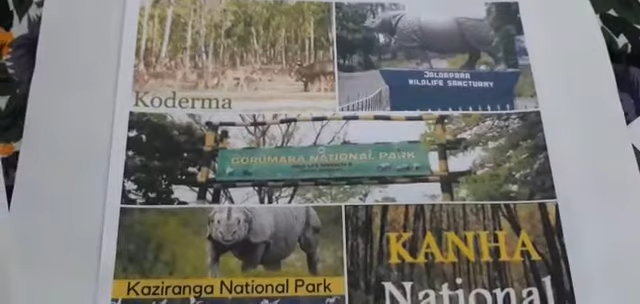 Koderma
JALDAPARA
WILDLIFE SANCTUARY
GORUMARA NATIONAL PARK
Kaziranga National Park
KANHA
National